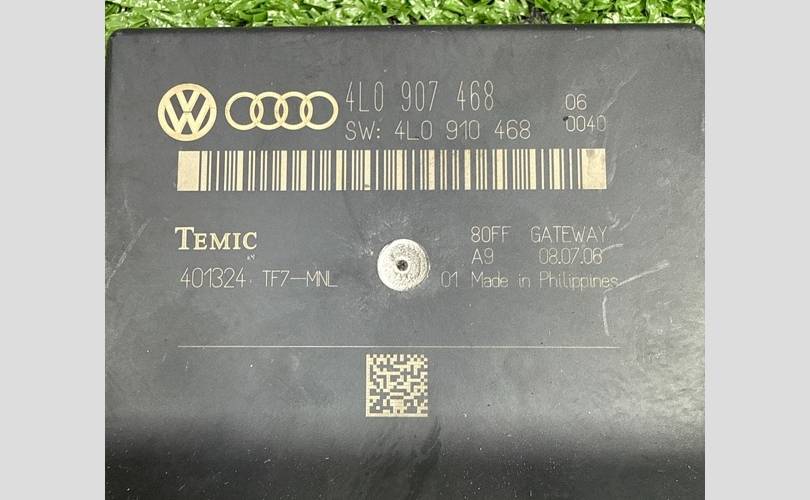 4L0 907 468 06
SW: 4L0 910 468 0040
TEMIC 80FF GATEWAY
A9 08.07.06
401324 TF7-MNL 01 Made in Philippines